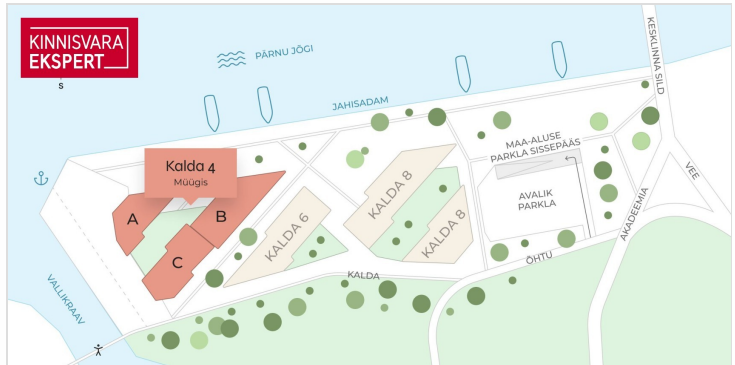 KINNISVARA
EKSPERT
S
PÄRNU JÕGI
JAHISADAM
KESKLINNA SILD
MAA-ALUSE
PARKLA SISSEPÄÄS
VEE
Kalda 4
Müügis
AVALIK
PARKLA
A
B
C
KALDA 6
KALDA 8
KALDA 8
AKADEEMIA
ÕHTU
KALDA
VALLIKRAAV